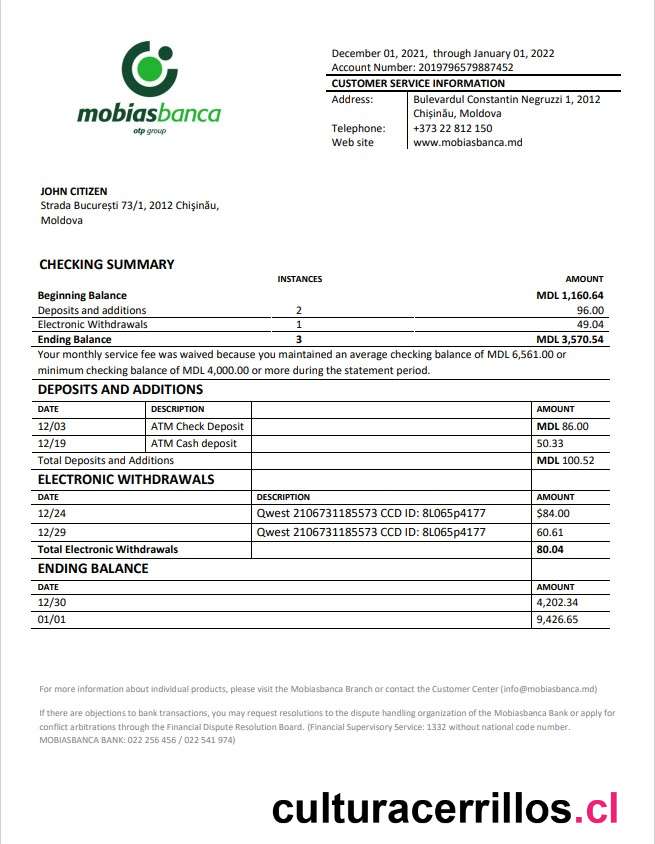 mobiasbanca
otp group
December 01, 2021, through January 01, 2022
Account Number: 2019796579887452
CUSTOMER SERVICE INFORMATION
Address: Bulevardul Constantin Negruzzi 1, 2012
Chișinău, Moldova
Telephone: +373 22 812 150
Web site www.mobiasbanca.md
JOHN CITIZEN
Strada București 73/1, 2012 Chișinău,
Moldova
CHECKING SUMMARY
INSTANCES AMOUNT
Beginning Balance MDL 1,160.64
Deposits and additions 2 96.00
Electronic Withdrawals 1 49.04
Ending Balance 3 MDL 3,570.54
Your monthly service fee was waived because you maintained an average checking balance of MDL 6,561.00 or
minimum checking balance of MDL 4,000.00 or more during the statement period.
DEPOSITS AND ADDITIONS
DATE DESCRIPTION AMOUNT
12/03 ATM Check Deposit MDL 86.00
12/19 ATM Cash deposit 50.33
Total Deposits and Additions MDL 100.52
ELECTRONIC WITHDRAWALS
DATE DESCRIPTION AMOUNT
12/24 Qwest 2106731185573 CCD ID: 8L065p4177 $84.00
12/29 Qwest 2106731185573 CCD ID: 8L065p4177 60.61
Total Electronic Withdrawals 80.04
ENDING BALANCE
DATE AMOUNT
12/30 4,202.34
01/01 9,426.65
For more information about individual products, please visit the Mobiasbanca Branch or contact the Customer Center (info@mobiasbanca.md)
If there are objections to bank transactions, you may request resolutions to the dispute handling organization of the Mobiasbanca Bank or apply for
conflict arbitrations through the Financial Dispute Resolution Board. (Financial Supervisory Service: 1332 without national code number.
MOBIASBANCA BANK: 022 256 456 / 022 541 974)
culturacerrillos.cl